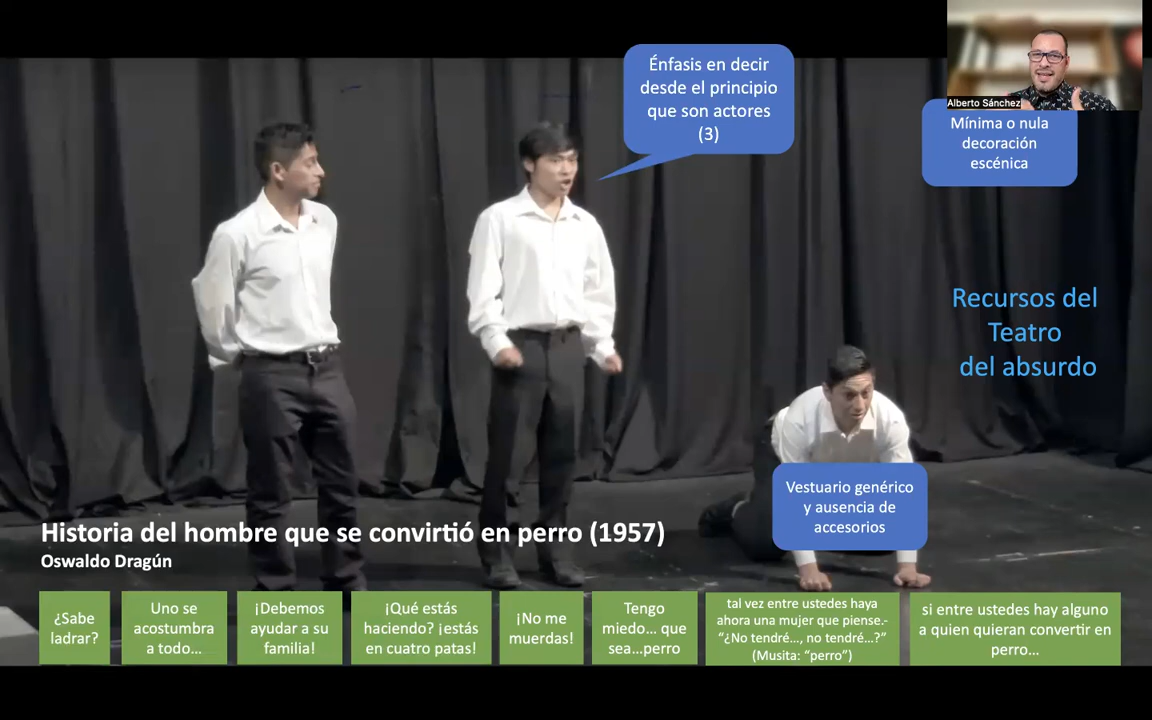 Énfasis en decir
desde el principio
que son actores
(3)
Alberto Sánchez
Mínima o nula
decoración
escénica
Recursos del
Teatro
del absurdo
Vestuario genérico
y ausencia de
accesorios
Historia del hombre que se convirtió en perro (1957)
Oswaldo Dragún
¿Sabe
ladrar?
Uno se
acostumbra
a todo...
¡Debemos
ayudar a su
familia!
¡Qué estás
haciendo? ¡estás
en cuatro patas!
¡No me
muerdas!
Tengo
miedo... que
sea...perro
tal vez entre ustedes haya
ahora una mujer que piense.-
“¿No tendré..., no tendré...?”
(Musita: “perro”)
si entre ustedes hay alguno
a quien quieran convertir en
perro...